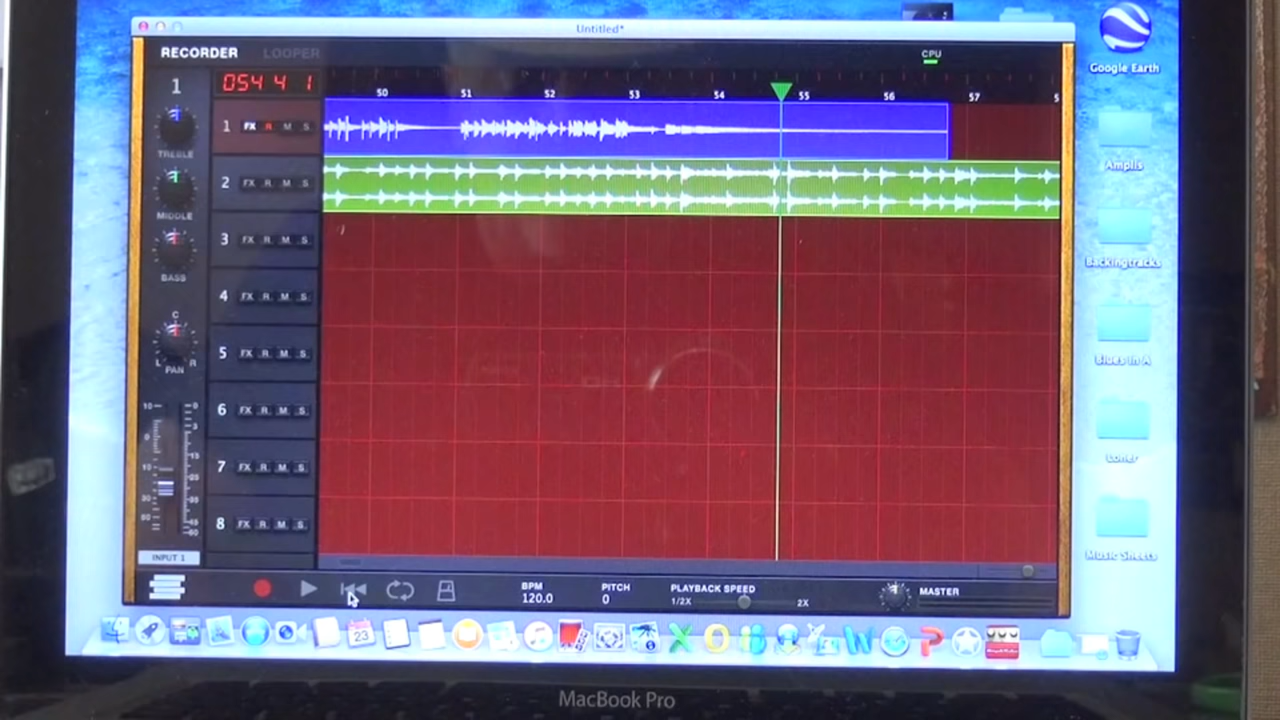 Untitled*
RECORDER LOOPER
CPU
Google Earth
1
054 4 1
50 51 52 53 54 55 56 57 5
TREBLE
1 FX R M S
Amplis
2 FX R M S
MIDDLE
3 FX R M S
BASS
Backingtracks
4 FX R M S
C
L R
PAN
5 FX R M S
Blues in A
6 FX R M S
Loner
7 FX R M S
8 FX R M S
INPUT 1
Music Sheets
BPM
120.0
PITCH
0
PLAYBACK SPEED
1/2X 2X
MASTER
23
MacBook Pro